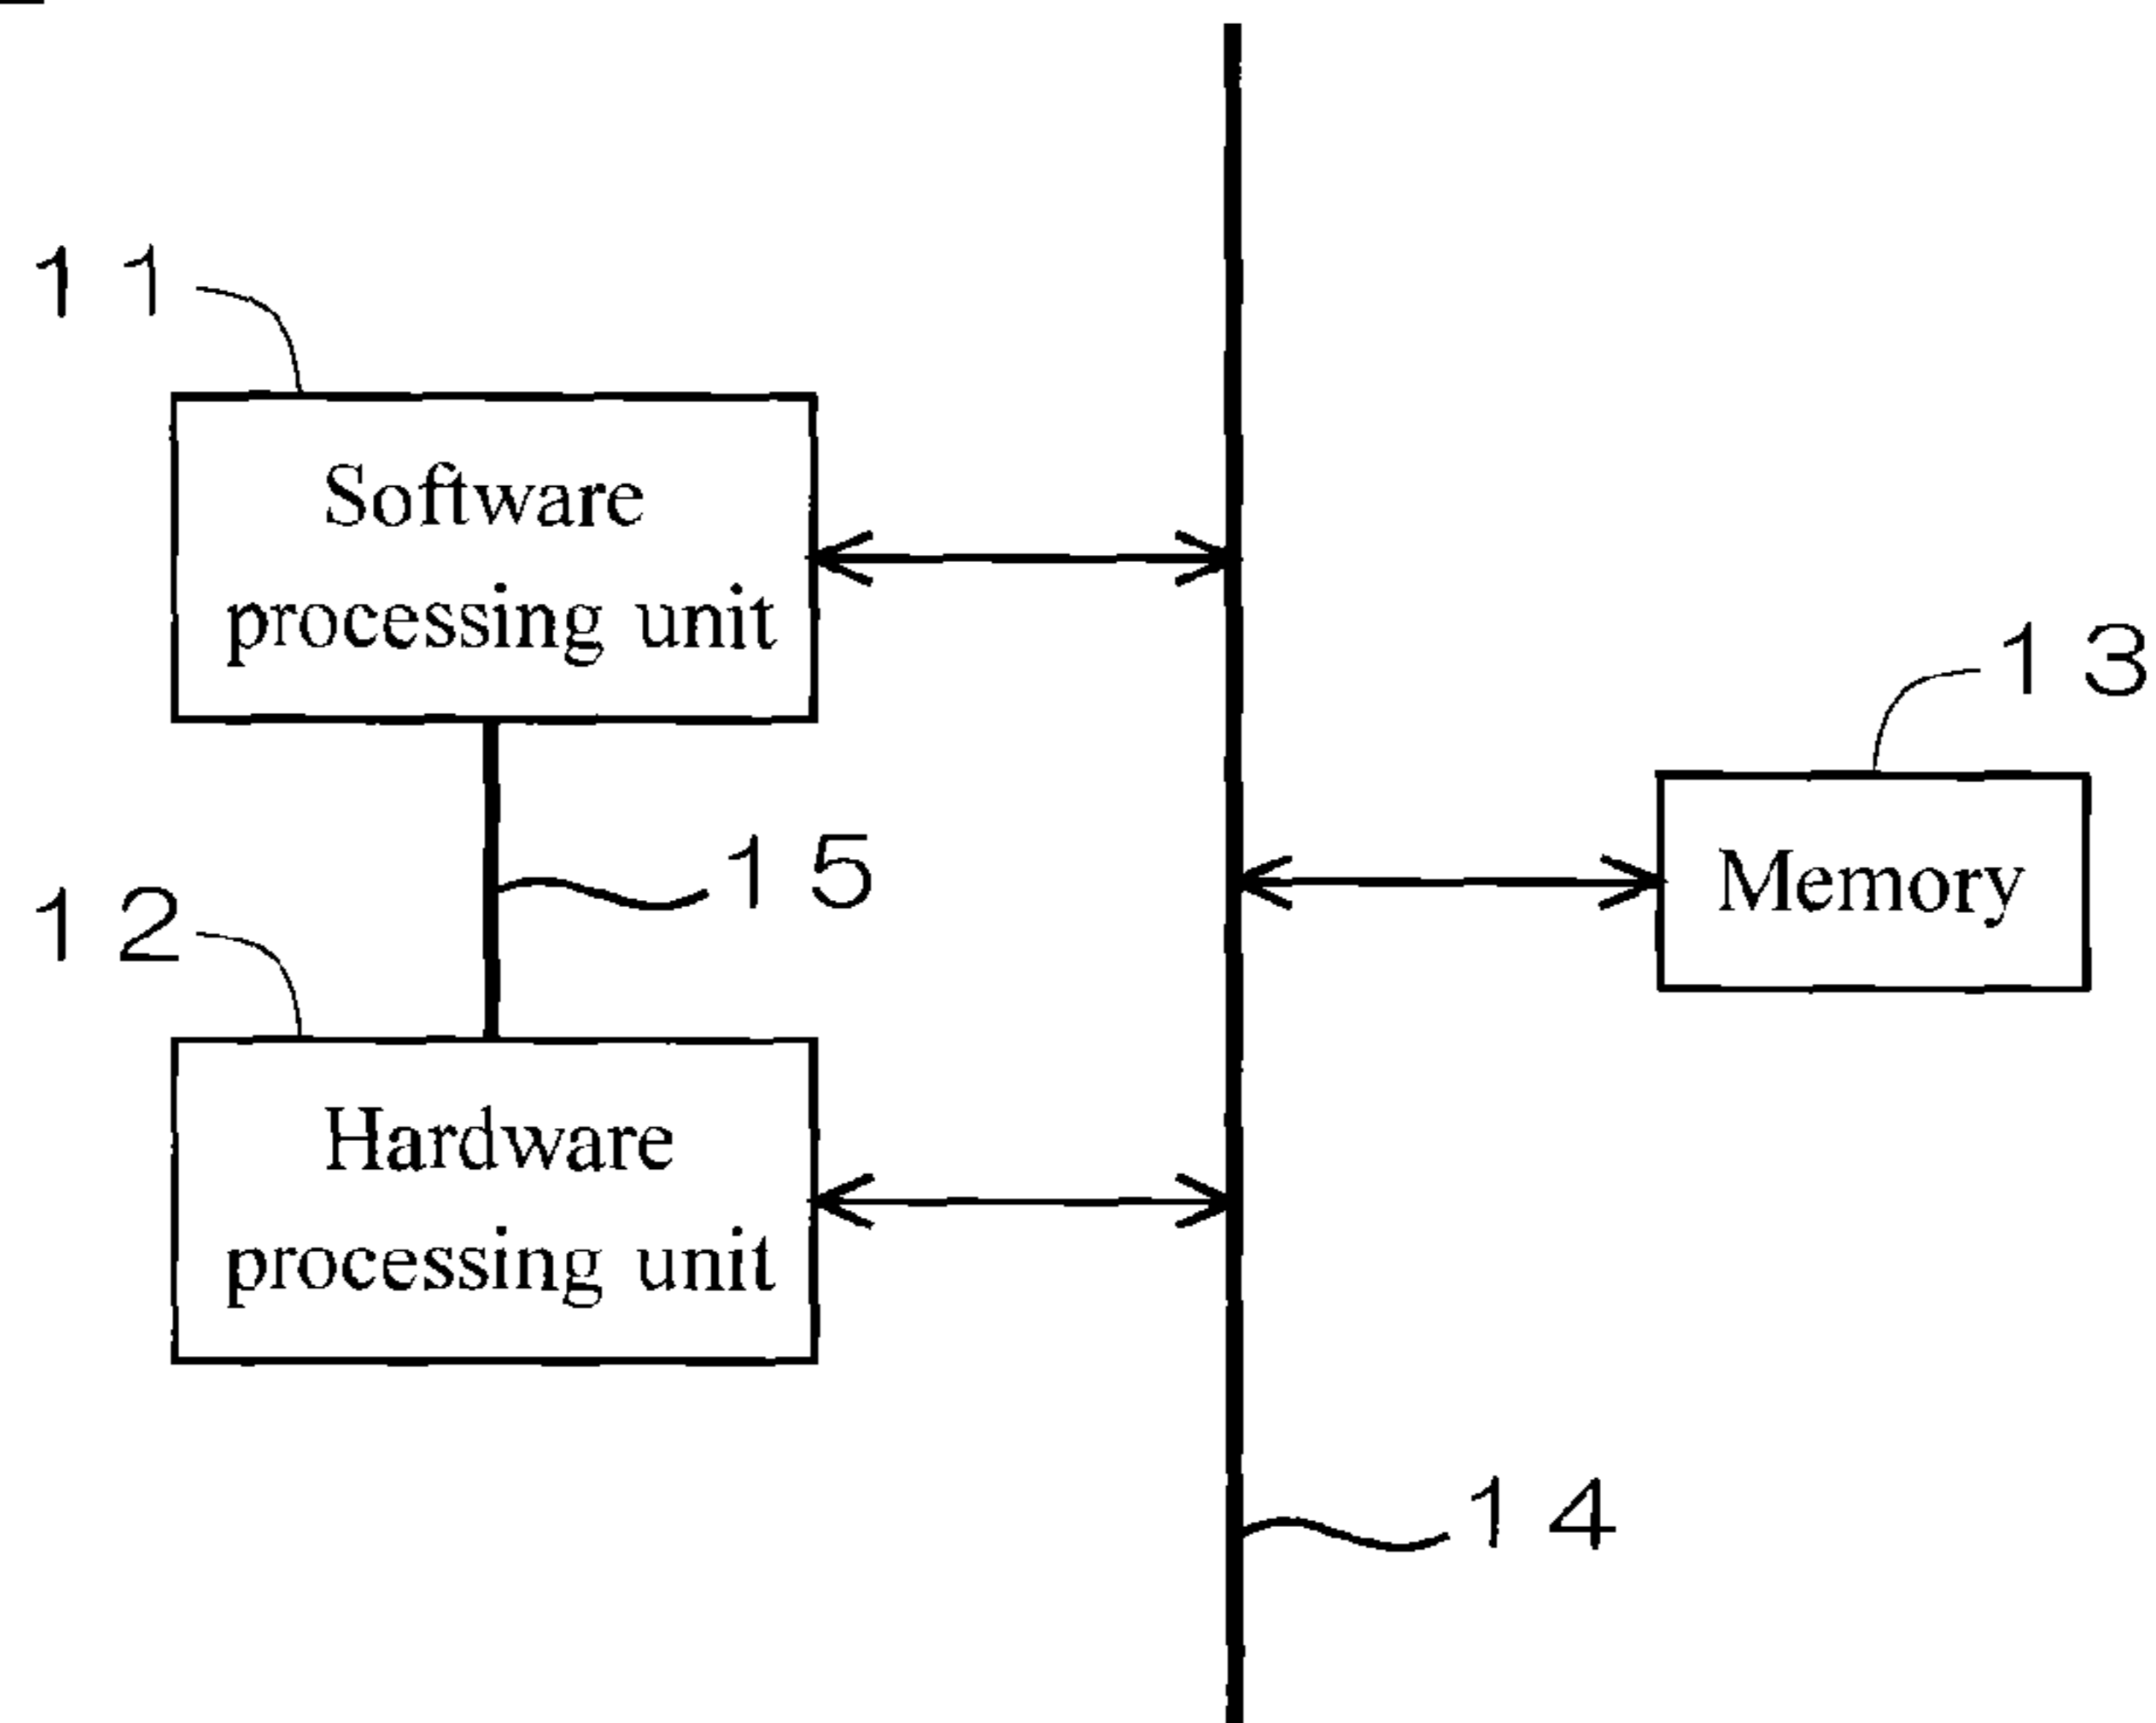 11
Software
processing unit
13
15
Memory
12
Hardware
processing unit
14